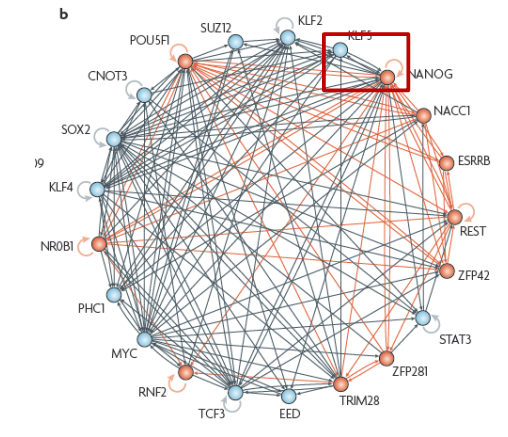 b
KLF2
SUZ12
KLF5
POU5F1
NANOG
CNOT3
NACC1
SOX2
ESRRB
09
KLF4
REST
NR0B1
ZFP42
PHC1
STAT3
MYC
ZFP281
RNF2
TRIM28
TCF3
EED